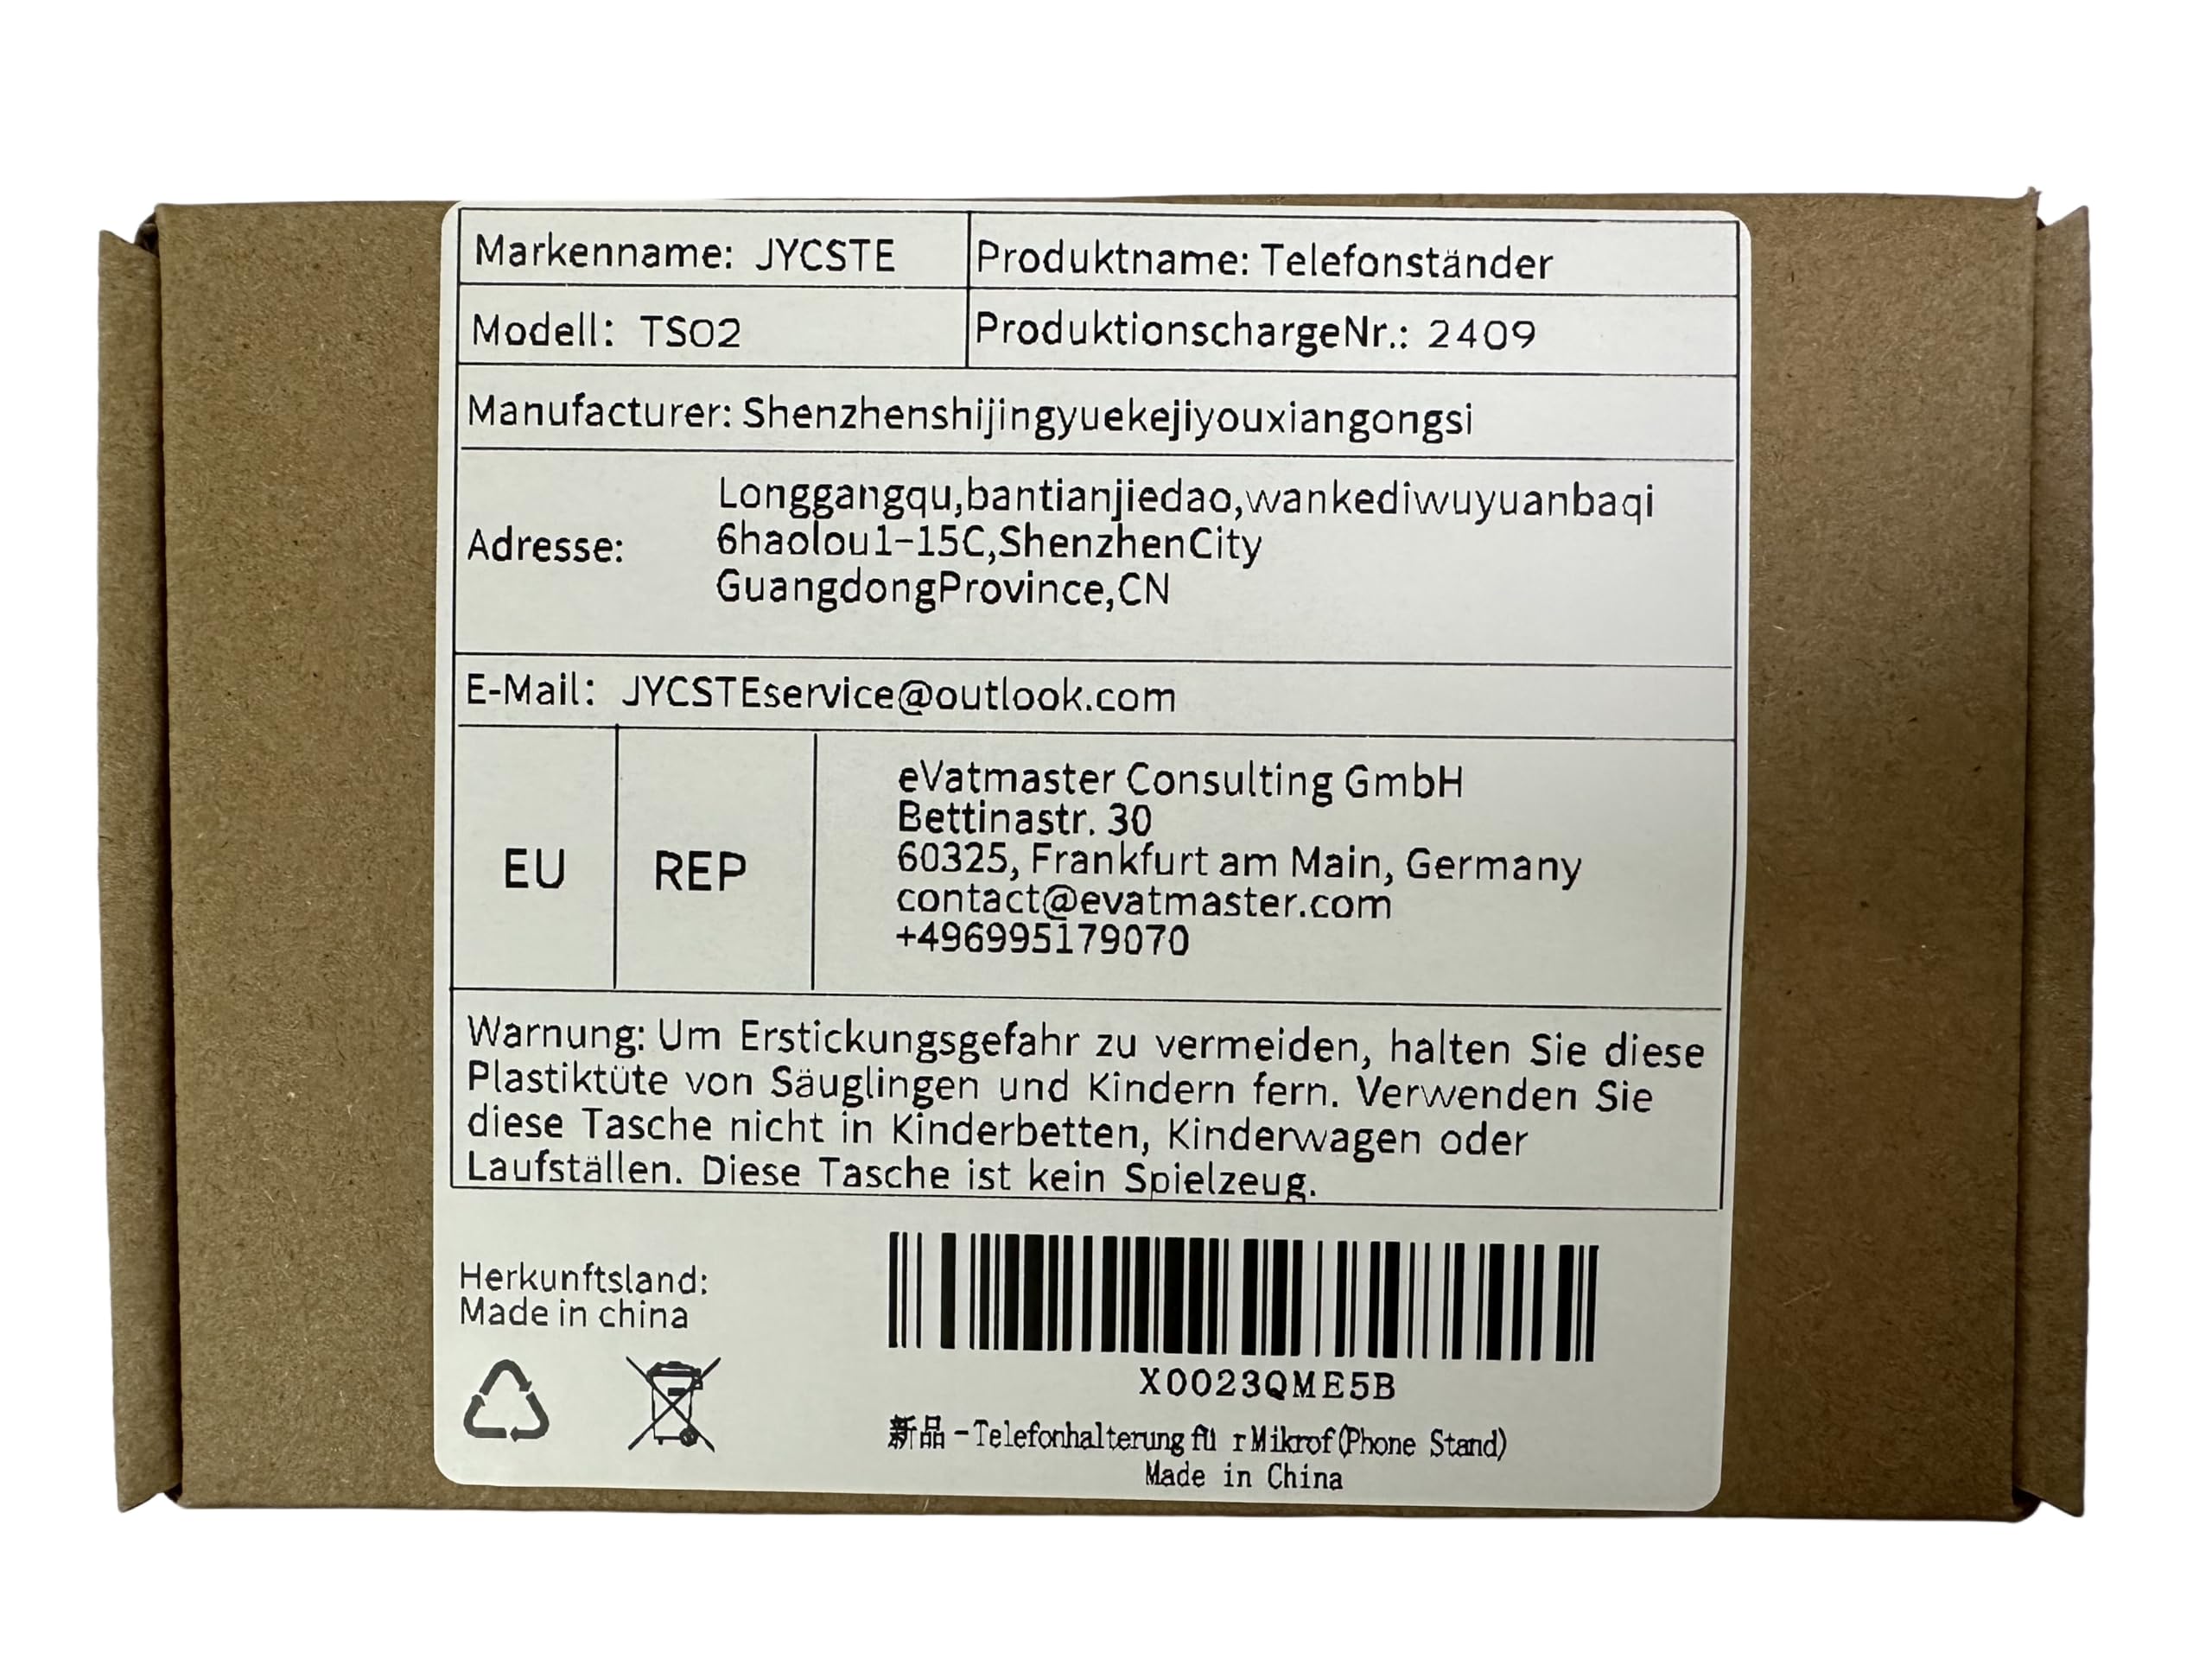 Markenname: JYCSTE
Produktname: Telefonständer
Modell: TS02
ProduktionschargeNr.: 2409
Manufacturer: Shenzhenshijingyuekejiyouxiangongsi
Adresse:
Longgangqu,bantianjiedao,wankediwuyuanbaqi
6haolou1-15C,ShenzhenCity
GuangdongProvince,CN
E-Mail: JYCSTEservice@outlook.com
EU
REP
eVatmaster Consulting GmbH
Bettinastr. 30
60325, Frankfurt am Main, Germany
contact@evatmaster.com
+496995179070
Warnung: Um Erstickungsgefahr zu vermeiden, halten Sie diese
Plastiktüte von Säuglingen und Kindern fern. Verwenden Sie
diese Tasche nicht in Kinderbetten, Kinderwagen oder
Laufställen. Diese Tasche ist kein Spielzeug.
Herkunftsland:
Made in china
X0023QME5B
新品-Telefonhalterung fü r Mikrof(Phone Stand)
Made in China